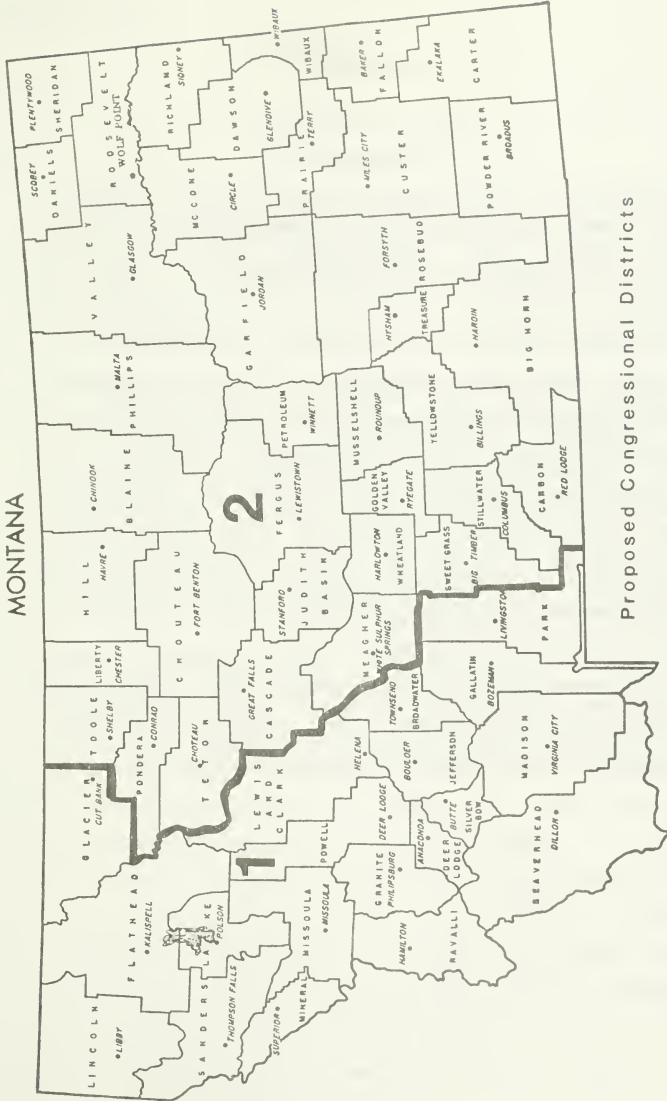 MONTANA
LINCOLN
LIBBY
FLATHEAD
KALISPELL
GLACIER
CUT BANK
TOOLE
SHELBY
LIBERTY
CHESTER
HILL
HAVRE
BLAINE
CHINOOK
PHILLIPS
MALTA
VALLEY
GLASGOW
DANIELS
SCOBEY
SHERIDAN
PLENTYWOOD
ROOSEVELT
WOLF POINT
SANDERS
THOMPSON FALLS
LAKE
POLSON
PONDERA
CONRAD
TETON
CHOTEAU
CHOUTEAU
FORT BENTON
RICHLAND
SIDNEY
MCCONE
CIRCLE
DAWSON
GLENDIVE
WIBAUX
WIBAUX
MINERAL
SUPERIOR
MISSOULA
MISSOULA
1
POWELL
DEER LODGE
LEWIS
AND
CLARK
HELENA
CASCADE
GREAT FALLS
JUDITH
BASIN
STANFORD
2
FERGUS
LEWISTOWN
PETROLEUM
WINNETT
GARFIELD
JORDAN
PRAIRIE
TERRY
RAVALLI
HAMILTON
GRANITE
PHILIPSBURG
DEER
LODGE
ANACONDA
SILVER
BOW
BUTTE
JEFFERSON
BOULDER
BROADWATER
TOWNSEND
MEAGHER
WHITE SULPHUR
SPRINGS
WHEATLAND
HARLOWTON
GOLDEN
VALLEY
RYEGATE
MUSSELSHELL
ROUNDUP
TREASURE
HYSHAM
ROSEBUD
FORSYTH
CUSTER
MILES CITY
FALLON
BAKER
BEAVERHEAD
DILLON
MADISON
VIRGINIA CITY
GALLATIN
BOZEMAN
PARK
LIVINGSTON
SWEET GRASS
BIG TIMBER
STILLWATER
COLUMBUS
CARBON
RED LODGE
YELLOWSTONE
BILLINGS
BIG HORN
HARDIN
POWDER RIVER
BROADUS
CARTER
EKALAKA
Proposed Congressional Districts